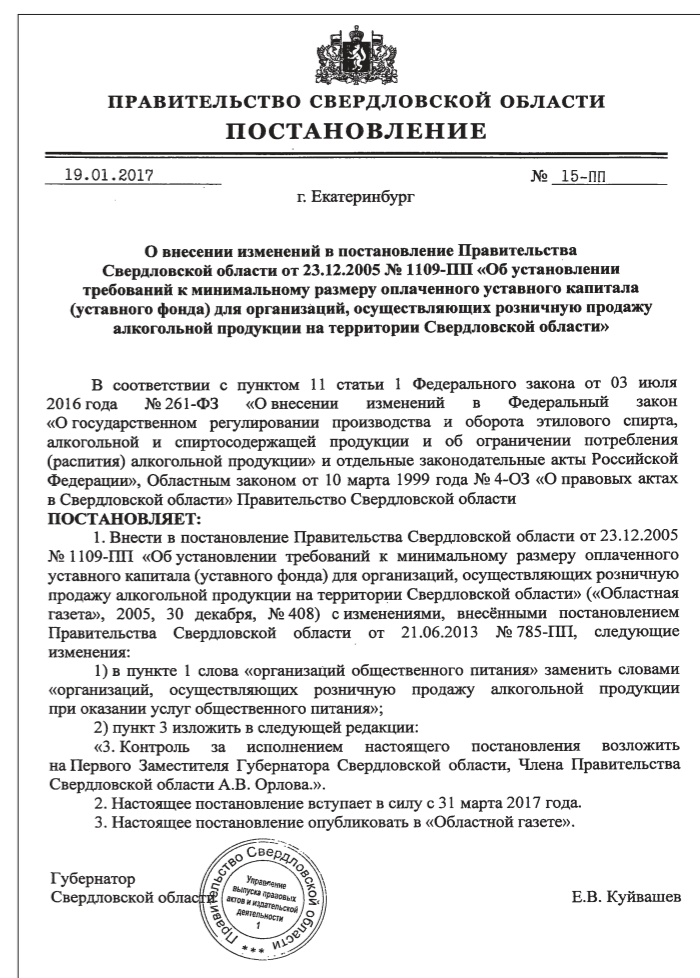 ПРАВИТЕЛЬСТВО СВЕРДЛОВСКОЙ ОБЛАСТИ
ПОСТАНОВЛЕНИЕ
19.01.2017 № 15-ПП
г. Екатеринбург
О внесении изменений в постановление Правительства
Свердловской области от 23.12.2005 № 1109-ПП «Об установлении
требований к минимальному размеру оплаченного уставного капитала
(уставного фонда) для организаций, осуществляющих розничную продажу
алкогольной продукции на территории Свердловской области»
В соответствии с пунктом 11 статьи 1 Федерального закона от 03 июля
2016 года № 261-ФЗ «О внесении изменений в Федеральный закон
«О государственном регулировании производства и оборота этилового спирта,
алкогольной и спиртосодержащей продукции и об ограничении потребления
(распития) алкогольной продукции» и отдельные законодательные акты Российской
Федерации», Областным законом от 10 марта 1999 года № 4-ОЗ «О правовых актах
в Свердловской области» Правительство Свердловской области
ПОСТАНОВЛЯЕТ:
1. Внести в постановление Правительства Свердловской области от 23.12.2005
№ 1109-ПП «Об установлении требований к минимальному размеру оплаченного
уставного капитала (уставного фонда) для организаций, осуществляющих розничную
продажу алкогольной продукции на территории Свердловской области» («Областная
газета», 2005, 30 декабря, № 408) с изменениями, внесёнными постановлением
Правительства Свердловской области от 21.06.2013 № 785-ПП, следующие
изменения:
1) в пункте 1 слова «организаций общественного питания» заменить словами
«организаций, осуществляющих розничную продажу алкогольной продукции
при оказании услуг общественного питания»;
2) пункт 3 изложить в следующей редакции:
«3. Контроль за исполнением настоящего постановления возложить
на Первого Заместителя Губернатора Свердловской области, Члена Правительства
Свердловской области А.В. Орлова.».
2. Настоящее постановление вступает в силу с 31 марта 2017 года.
3. Настоящее постановление опубликовать в «Областной газете».
Губернатор
Свердловской области Е.В. Куйвашев
Правительство Свердловской области ***
Управление
выпуска правовых
актов и издательской
деятельности
1